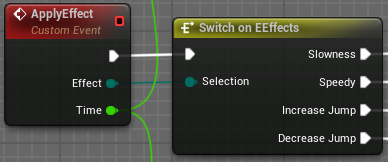 ApplyEffect
Custom Event
Effect
Time
Switch on EEffects
Selection
Slowness
Speedy
Increase Jump
Decrease Jump